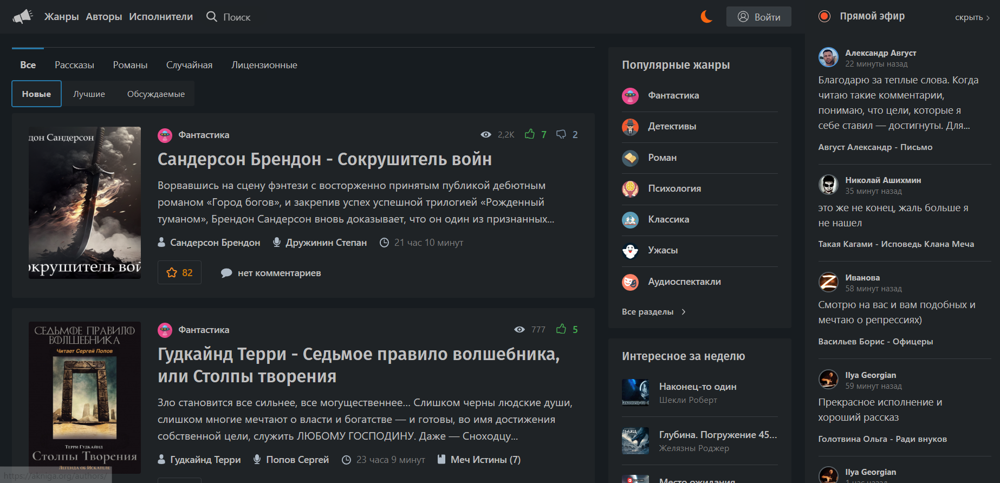 Жанры Авторы Исполнители Поиск Войти
Все Рассказы Романы Случайная Лицензионные
Новые Лучшие Обсуждаемые
дон Сандерсон
окрушитель вой
Фантастика 2,2K 7 2
Сандерсон Брендон - Сокрушитель войн
Ворвавшись на сцену фэнтези с восторженно принятым публикой дебютным
романом «Город богов», и закрепив успех успешной трилогией «Рожденный
туманом», Брендон Сандерсон вновь доказывает, что он один из признанных...
Сандерсон Брендон Дружинин Степан 21 час 10 минут
82 нет комментариев
СЕДЬМОЕ ПРАВИЛО
ВОЛШЕБНИКА
Читает Сергей Попов
Терри Гудкайнд
Столпы Творения
Легенда об Искателе
https://akniga.org/authors/
Фантастика 777 5
Гудкайнд Терри - Седьмое правило волшебника,
или Столпы творения
Зло становится все сильнее, все могущественнее... Слишком черны людские души,
слишком многие мечтают о власти и богатстве — и готовы, во имя достижения
собственной цели, служить ЛЮБОМУ ГОСПОДИНУ. Даже — Сноходцу...
Гудкайнд Терри Попов Сергей 23 часа 9 минут Меч Истины (7)
Популярные жанры
Фантастика
Детективы
Роман
Психология
Классика
Ужасы
Аудиоспектакли
Все разделы
Интересное за неделю
Наконец-то один
Шекли Роберт
Глубина. Погружение 45...
Желязны Роджер
Место ожидания
Прямой эфир скрыть
Александр Август
22 минуты назад
Благодарю за теплые слова. Когда
читаю такие комментарии,
понимаю, что цели, которые я
себе ставил — достигнуты. Для...
Август Александр - Письмо
Николай Ашихмин
35 минут назад
это же не конец, жаль больше я
не нашел
Такая Кагами - Исповедь Клана Меча
Иванова
58 минут назад
Смотрю на вас и вам подобных и
мечтаю о репрессиях)
Васильев Борис - Офицеры
Ilya Georgian
59 минут назад
Прекрасное исполнение и
хороший рассказ
Голотвина Ольга - Ради внуков
Ilya Georgian
1 час назад